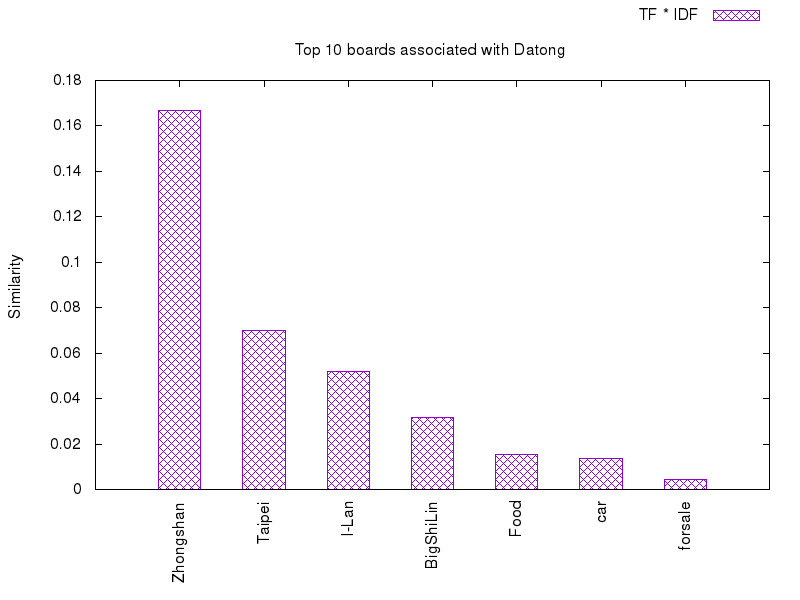 TF * IDF
Top 10 boards associated with Datong
Similarity
0.18
0.16
0.14
0.12
0.1
0.08
0.06
0.04
0.02
0
Zhongshan
Taipei
I-Lan
BigShiLin
Food
car
forsale